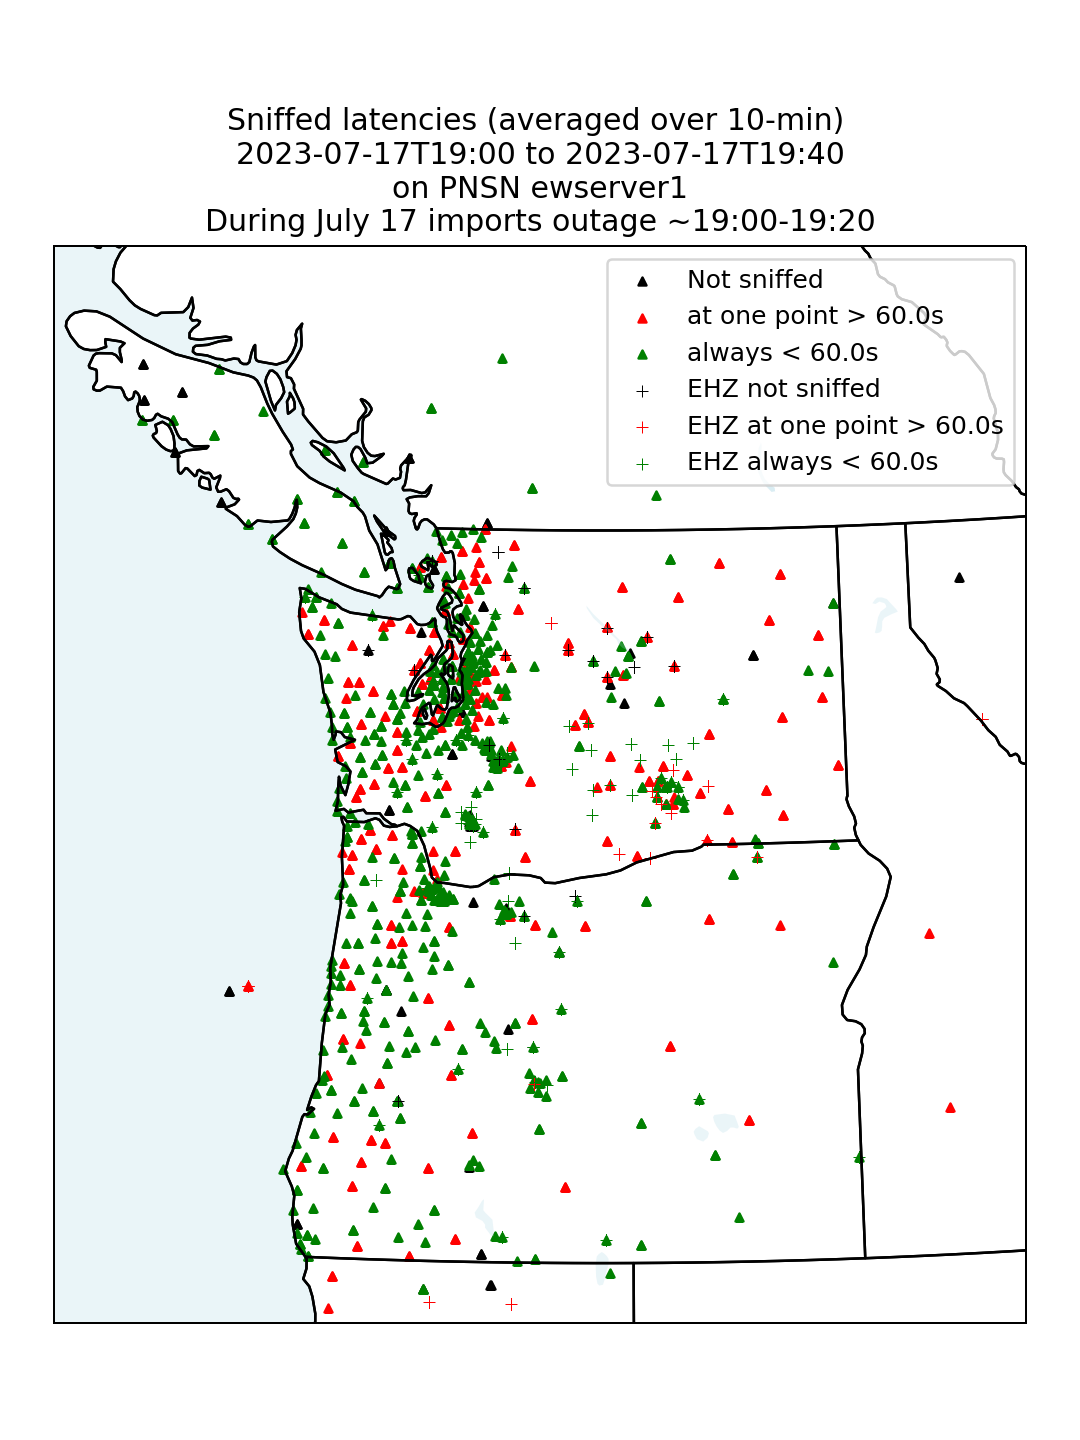 Sniffed latencies (averaged over 10-min)
2023-07-17T19:00 to 2023-07-17T19:40
on PNSN ewserver1
During July 17 imports outage ~19:00-19:20
Not sniffed
at one point > 60.0s
always < 60.0s
EHZ not sniffed
EHZ at one point > 60.0s
EHZ always < 60.0s